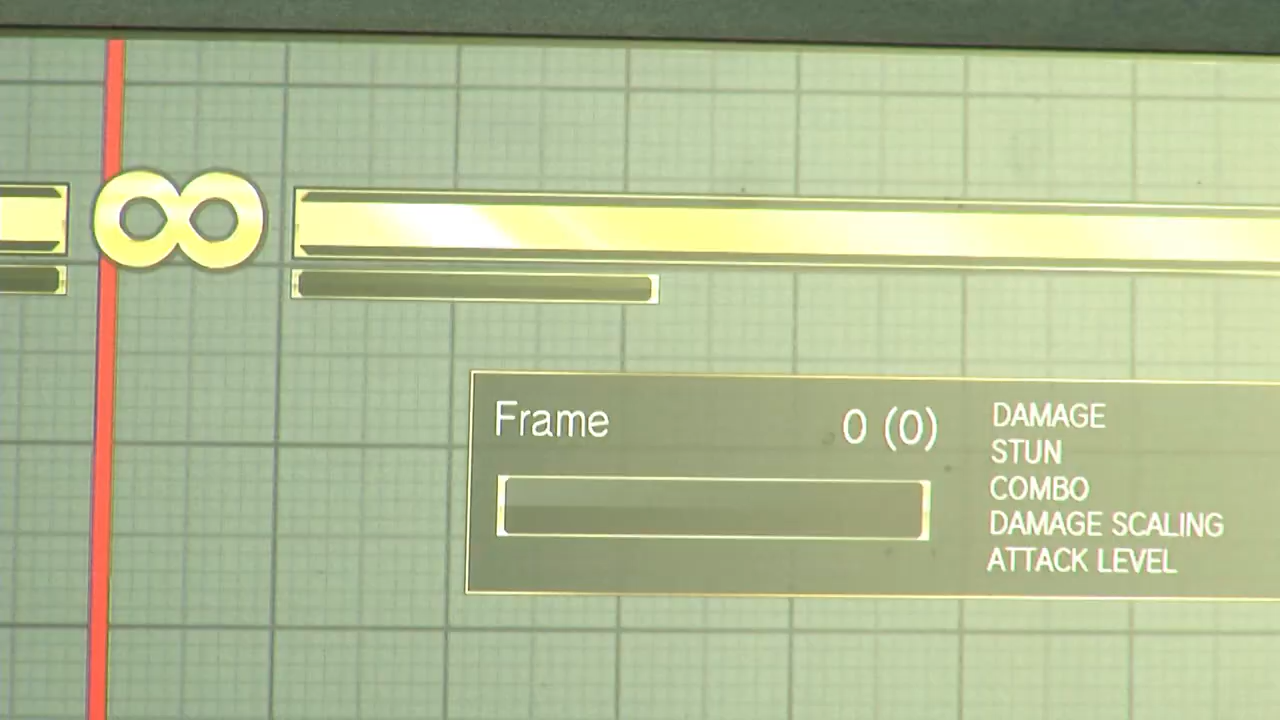 ∞
Frame
0 (0)
DAMAGE
STUN
COMBO
DAMAGE SCALING
ATTACK LEVEL